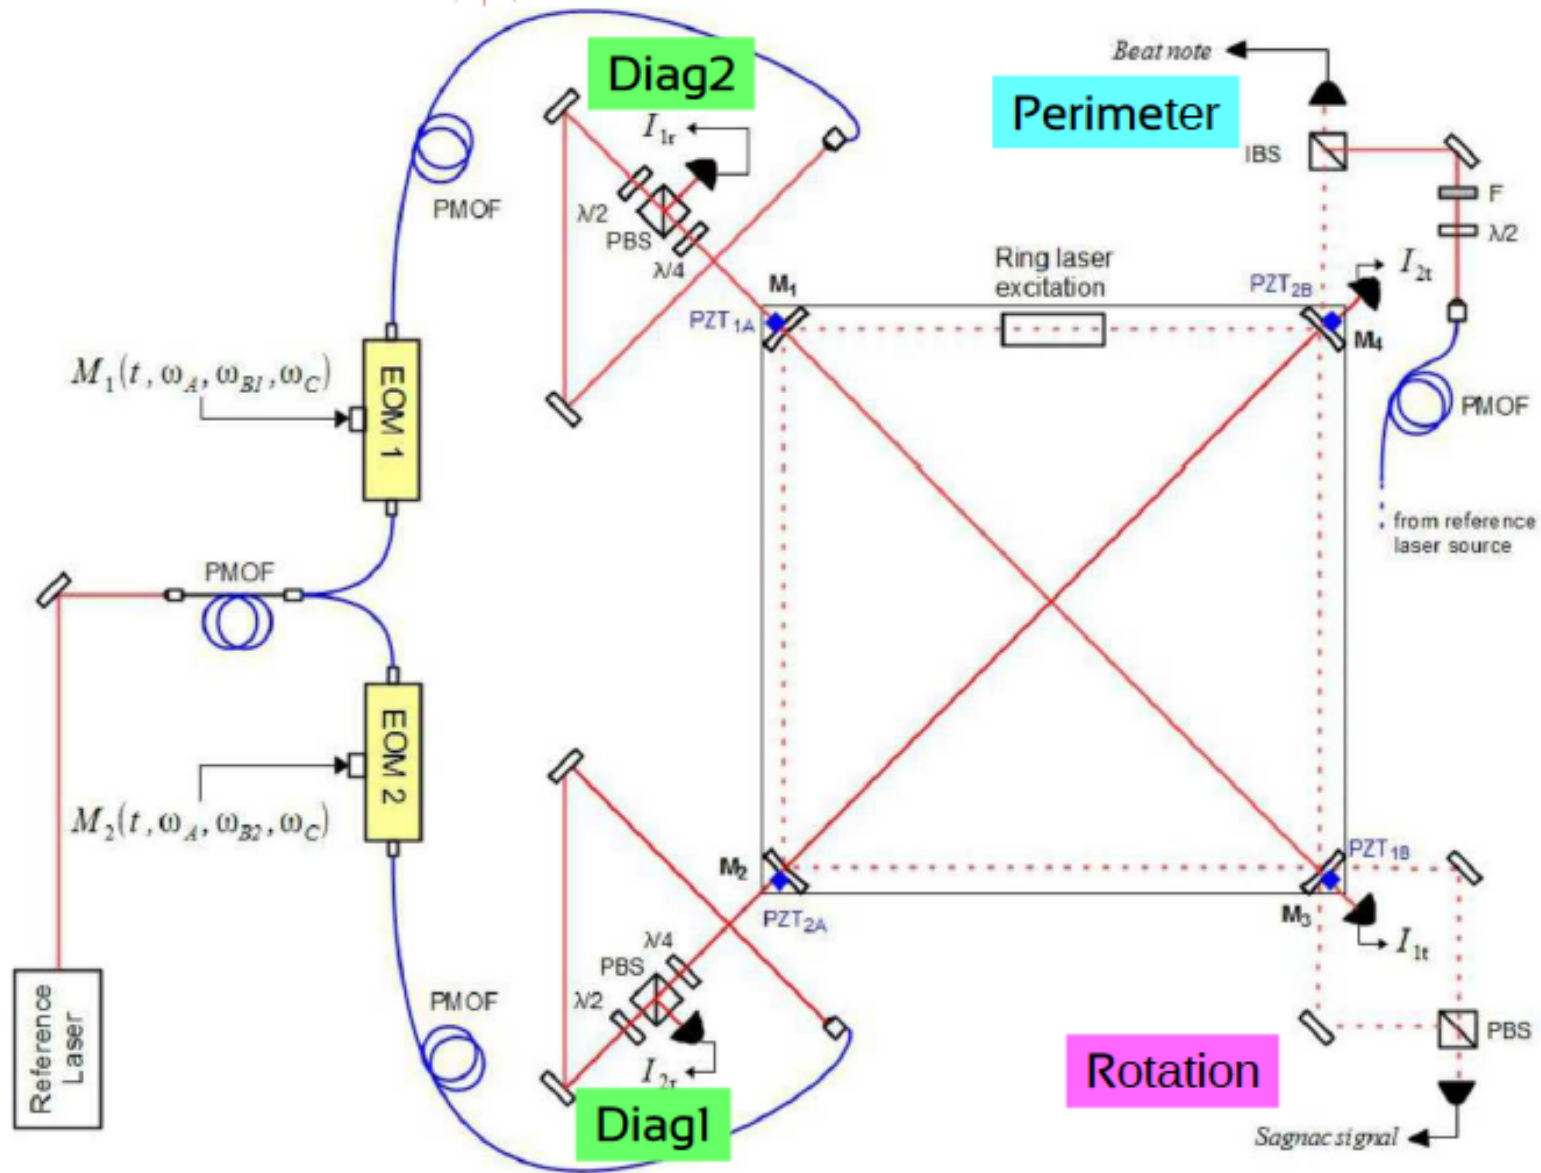 Diag2
Beat note
Perimeter
I1r
IBS
F
PMOF
λ/2
PBS
λ/4
λ/2
Ring laser
excitation
I2t
M1
PZT2B
PZT1A
M4
M1(t, ωA, ωB1, ωC)
EOM 1
PMOF
from reference
laser source
PMOF
EOM 2
M2(t, ωA, ωB2, ωC)
M2
PZT1B
PZT2A
M3
I1t
λ/4
PBS
λ/2
PMOF
Reference
Laser
PBS
I2r
Rotation
Diag1
Sagnac signal